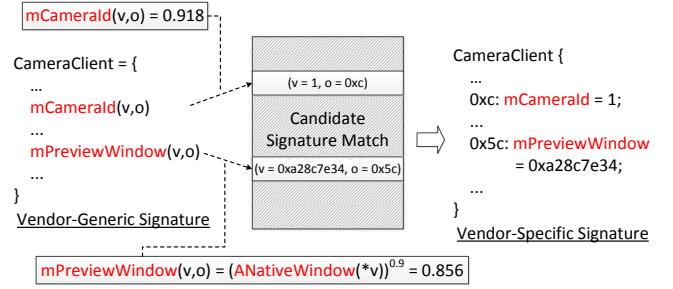 mCameraId(v,o) = 0.918
CameraClient = {
...
mCameraId(v,o)
...
mPreviewWindow(v,o)
...
}
Vendor-Generic Signature
(v = 1, o = 0xc)
Candidate
Signature Match
(v = 0xa28c7e34, o = 0x5c)
CameraClient {
...
0xc: mCameraId = 1;
...
0x5c: mPreviewWindow
= 0xa28c7e34;
...
}
Vendor-Specific Signature
mPreviewWindow(v,o) = (ANativeWindow(*v))^0.9 = 0.856